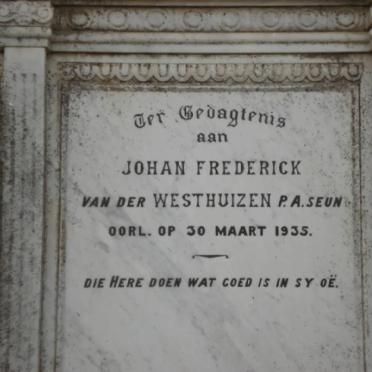 Ter Gedagtenis
aan
JOHAN FREDERICK
VAN DER WESTHUIZEN P.A.SEUN
OORL. OP 30 MAART 1935.
DIE HERE DOEN WAT GOED IS IN SY OË.